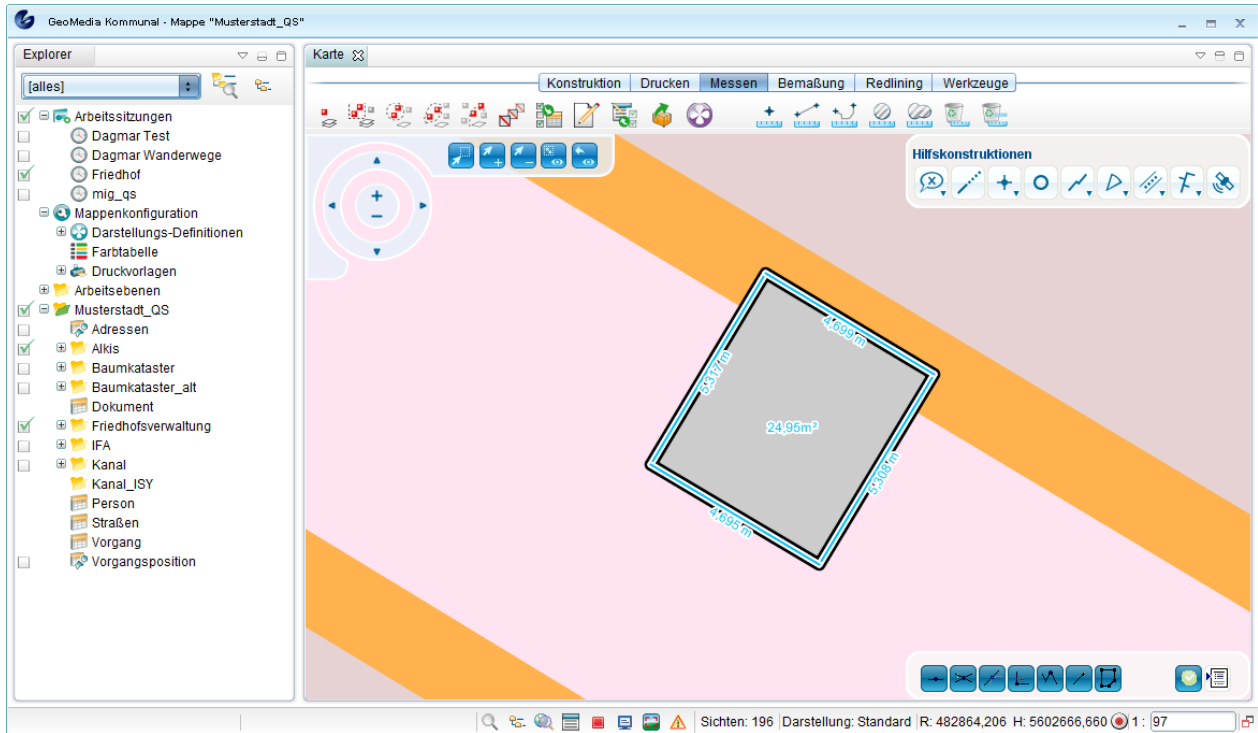 GeoMedia Kommunal - Mappe "Musterstadt_QS"
Explorer
[alles]
Arbeitssitzungen
Dagmar Test
Dagmar Wanderwege
Friedhof
mig_qs
Mappenkonfiguration
Darstellungs-Definitionen
Farbtabelle
Druckvorlagen
Arbeitsebenen
Musterstadt_QS
Adressen
Alkis
Baumkataster
Baumkataster_alt
Dokument
Friedhofsverwaltung
IFA
Kanal
Kanal_ISY
Person
Straßen
Vorgang
Vorgangsposition
Karte
Konstruktion Drucken Messen Bemaßung Redlining Werkzeuge
Hilfskonstruktionen
4,699 m
5,317 m
24,95m²
5,308 m
4,695 m
Sichten: 196 Darstellung: Standard R: 482864,206 H: 5602666,660 1 : 97